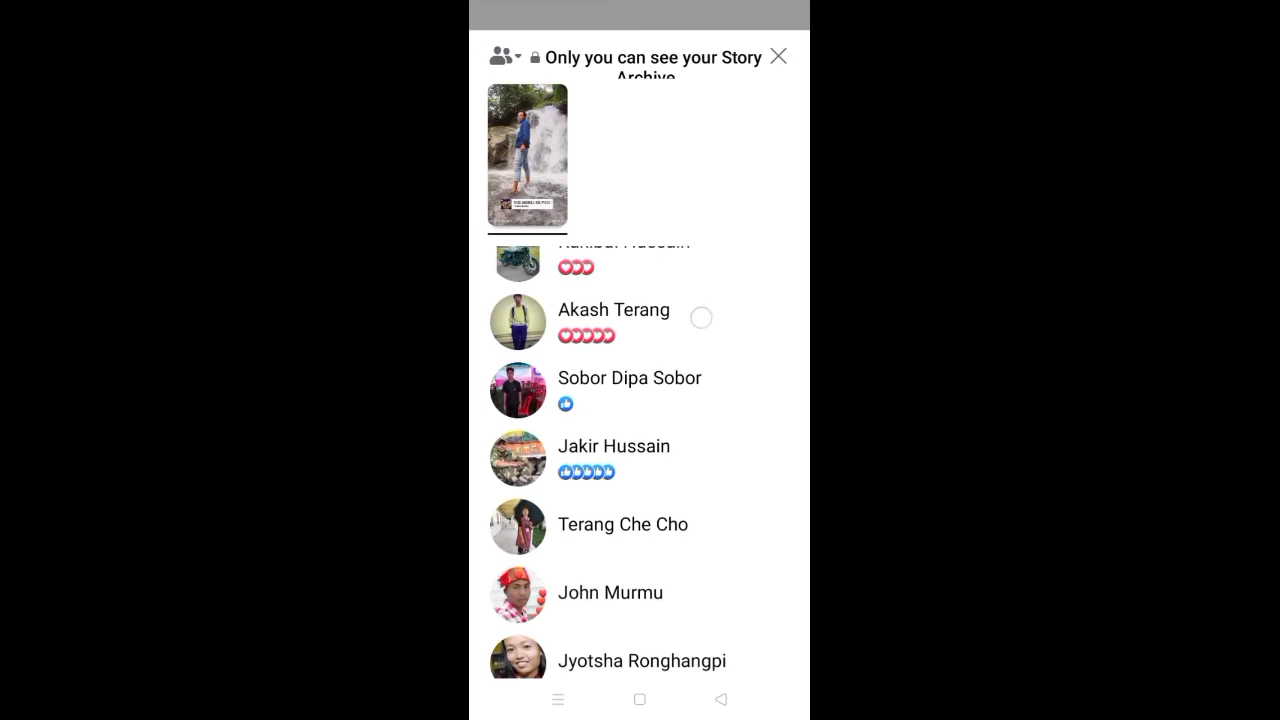 Only you can see your Story
Archive
Akash Terang
Sobor Dipa Sobor
Jakir Hussain
Terang Che Cho
John Murmu
Jyotsha Ronghangpi